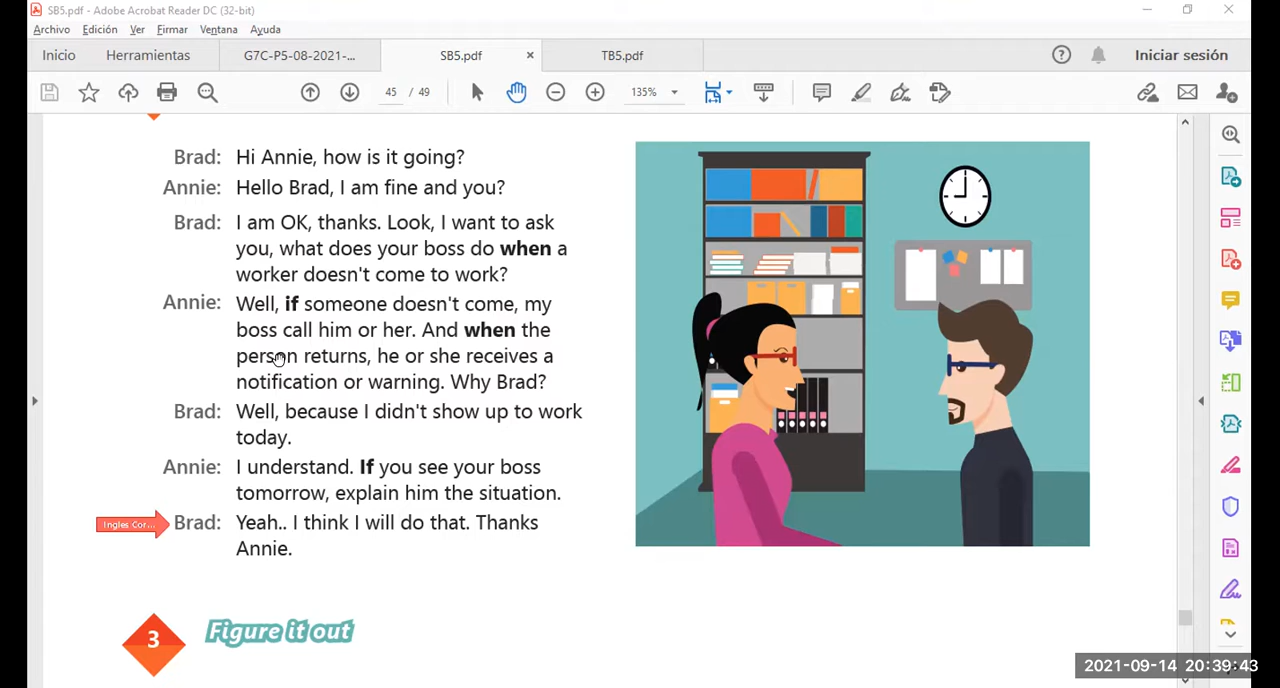 SB5.pdf - Adobe Acrobat Reader DC (32-bit)
Archivo Edición Ver Firmar Ventana Ayuda
Inicio Herramientas G7C-P5-08-2021-... SB5.pdf × TB5.pdf Iniciar sesión
45 / 49 135%
Brad: Hi Annie, how is it going?
Annie: Hello Brad, I am fine and you?
Brad: I am OK, thanks. Look, I want to ask
you, what does your boss do when a
worker doesn't come to work?
Annie: Well, if someone doesn't come, my
boss call him or her. And when the
person returns, he or she receives a
notification or warning. Why Brad?
Brad: Well, because I didn't show up to work
today.
Annie: I understand. If you see your boss
tomorrow, explain him the situation.
Ingles Cor... Brad: Yeah.. I think I will do that. Thanks
Annie.
3 Figure it out
2021-09-14 20:39:43